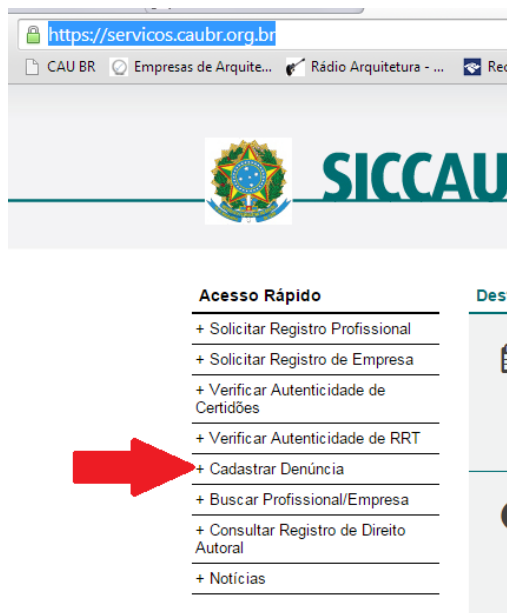 https://servicos.caubr.org.br
CAU BR Empresas de Arquite... Rádio Arquitetura - ...
SICCAU
Acesso Rápido
+ Solicitar Registro Profissional
+ Solicitar Registro de Empresa
+ Verificar Autenticidade de
Certidões
+ Verificar Autenticidade de RRT
+ Cadastrar Denúncia
+ Buscar Profissional/Empresa
+ Consultar Registro de Direito
Autoral
+ Notícias